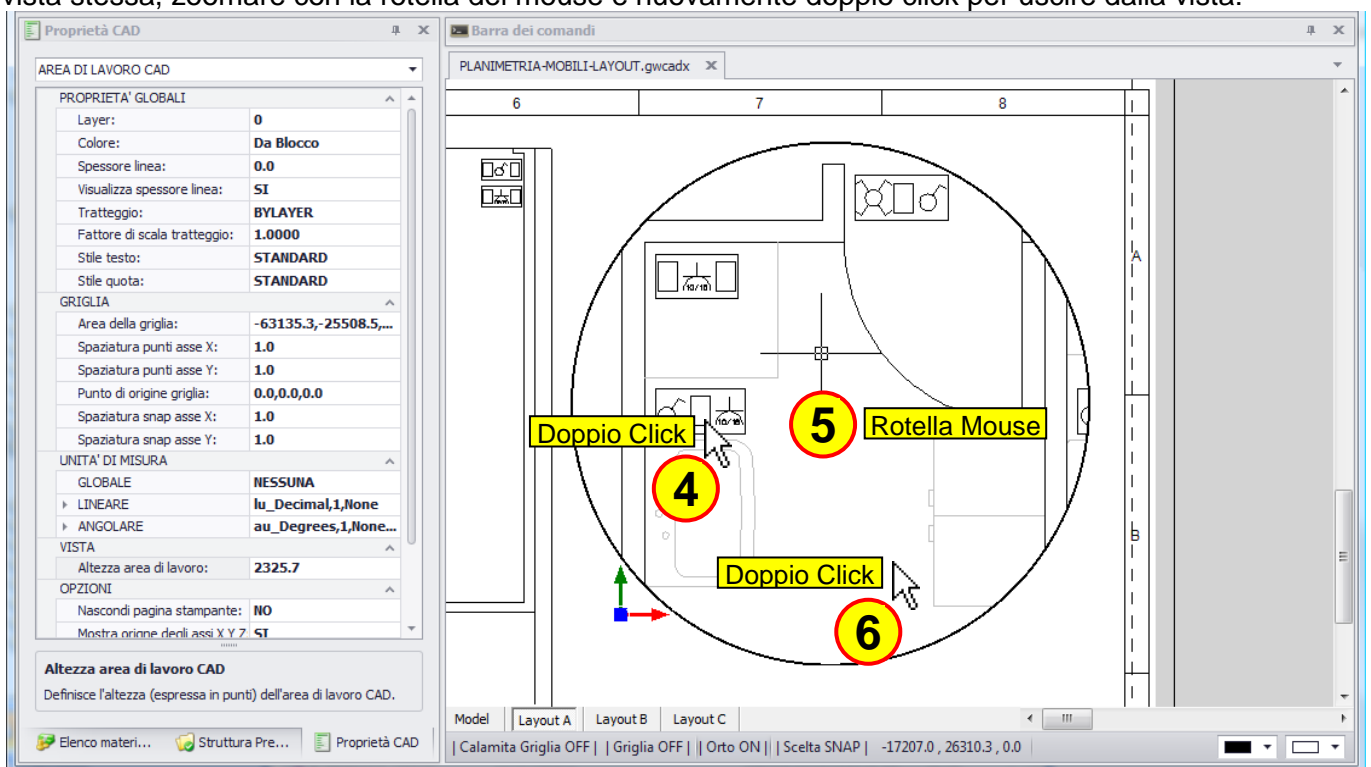 vista stessa, zoomare con la rotella del mouse e nuovamente doppio click per uscire dalla vista.
Proprietà CAD
AREA DI LAVORO CAD
PROPRIETA' GLOBALI
Layer: 0
Colore: Da Blocco
Spessore linea: 0.0
Visualizza spessore linea: SI
Tratteggio: BYLAYER
Fattore di scala tratteggio: 1.0000
Stile testo: STANDARD
Stile quota: STANDARD
GRIGLIA
Area della griglia: -63135.3,-25508.5,...
Spaziatura punti asse X: 1.0
Spaziatura punti asse Y: 1.0
Punto di origine griglia: 0.0,0.0,0.0
Spaziatura snap asse X: 1.0
Spaziatura snap asse Y: 1.0
UNITA' DI MISURA
GLOBALE NESSUNA
LINEARE lu_Decimal,1,None
ANGOLARE au_Degrees,1,None...
VISTA
Altezza area di lavoro: 2325.7
OPZIONI
Nascondi pagina stampante: NO
Mostra origne degli assi X Y Z SI
Altezza area di lavoro CAD
Definisce l'altezza (espressa in punti) dell'area di lavoro CAD.
Elenco materi... Struttura Pre... Proprietà CAD
Barra dei comandi
PLANIMETRIA-MOBILI-LAYOUT.gwcadx
6 7 8
A
(10/16)
(10/16)
Doppio Click
4
5
Rotella Mouse
B
Doppio Click
6
Model Layout A Layout B Layout C
| Calamita Griglia OFF | | Griglia OFF | | Orto ON | | Scelta SNAP | -17207.0 , 26310.3 , 0.0